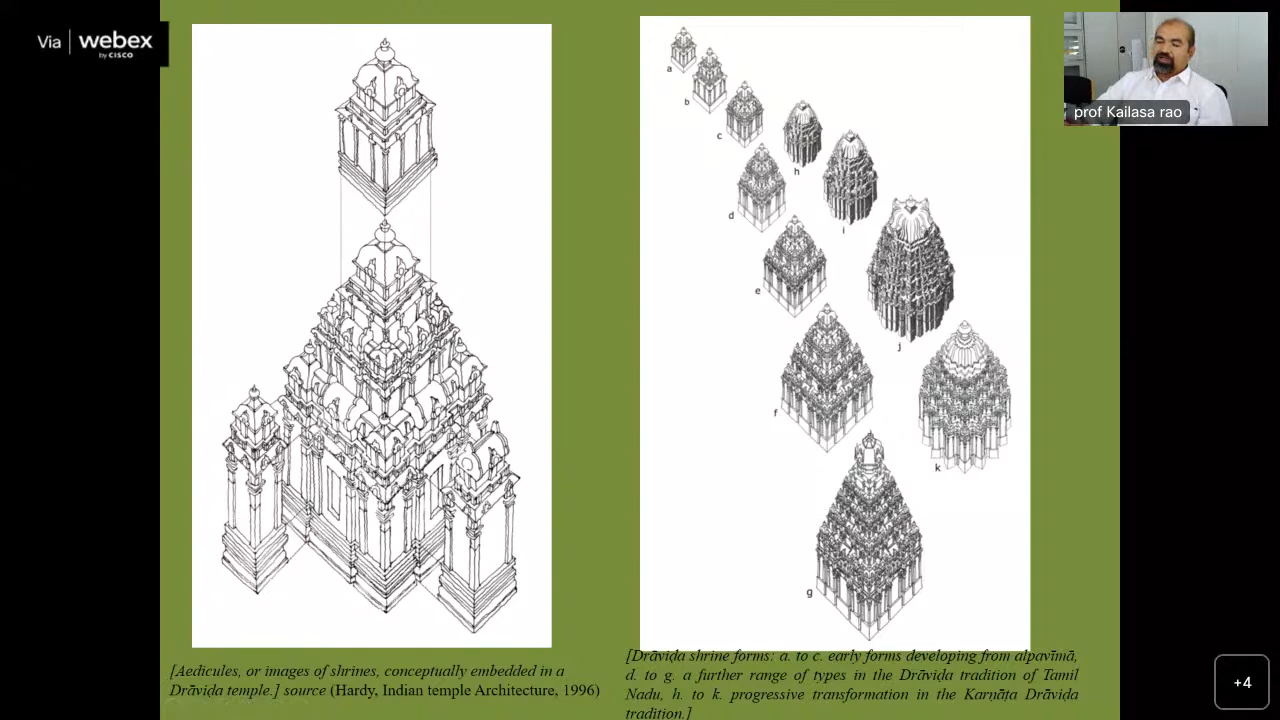 Via webex
by CISCO
prof Kailasa rao
a
b
c
h
d
i
e
j
f
k
g
[Aedicules, or images of shrines, conceptually embedded in a
Drāviḍa temple.] source (Hardy, Indian temple Architecture, 1996)
[Drāviḍa shrine forms: a. to c. early forms developing from alpavīmā,
d. to g. a further range of types in the Drāviḍa tradition of Tamil
Nadu, h. to k. progressive transformation in the Karṇāṭa Drāviḍa
tradition.]
+4